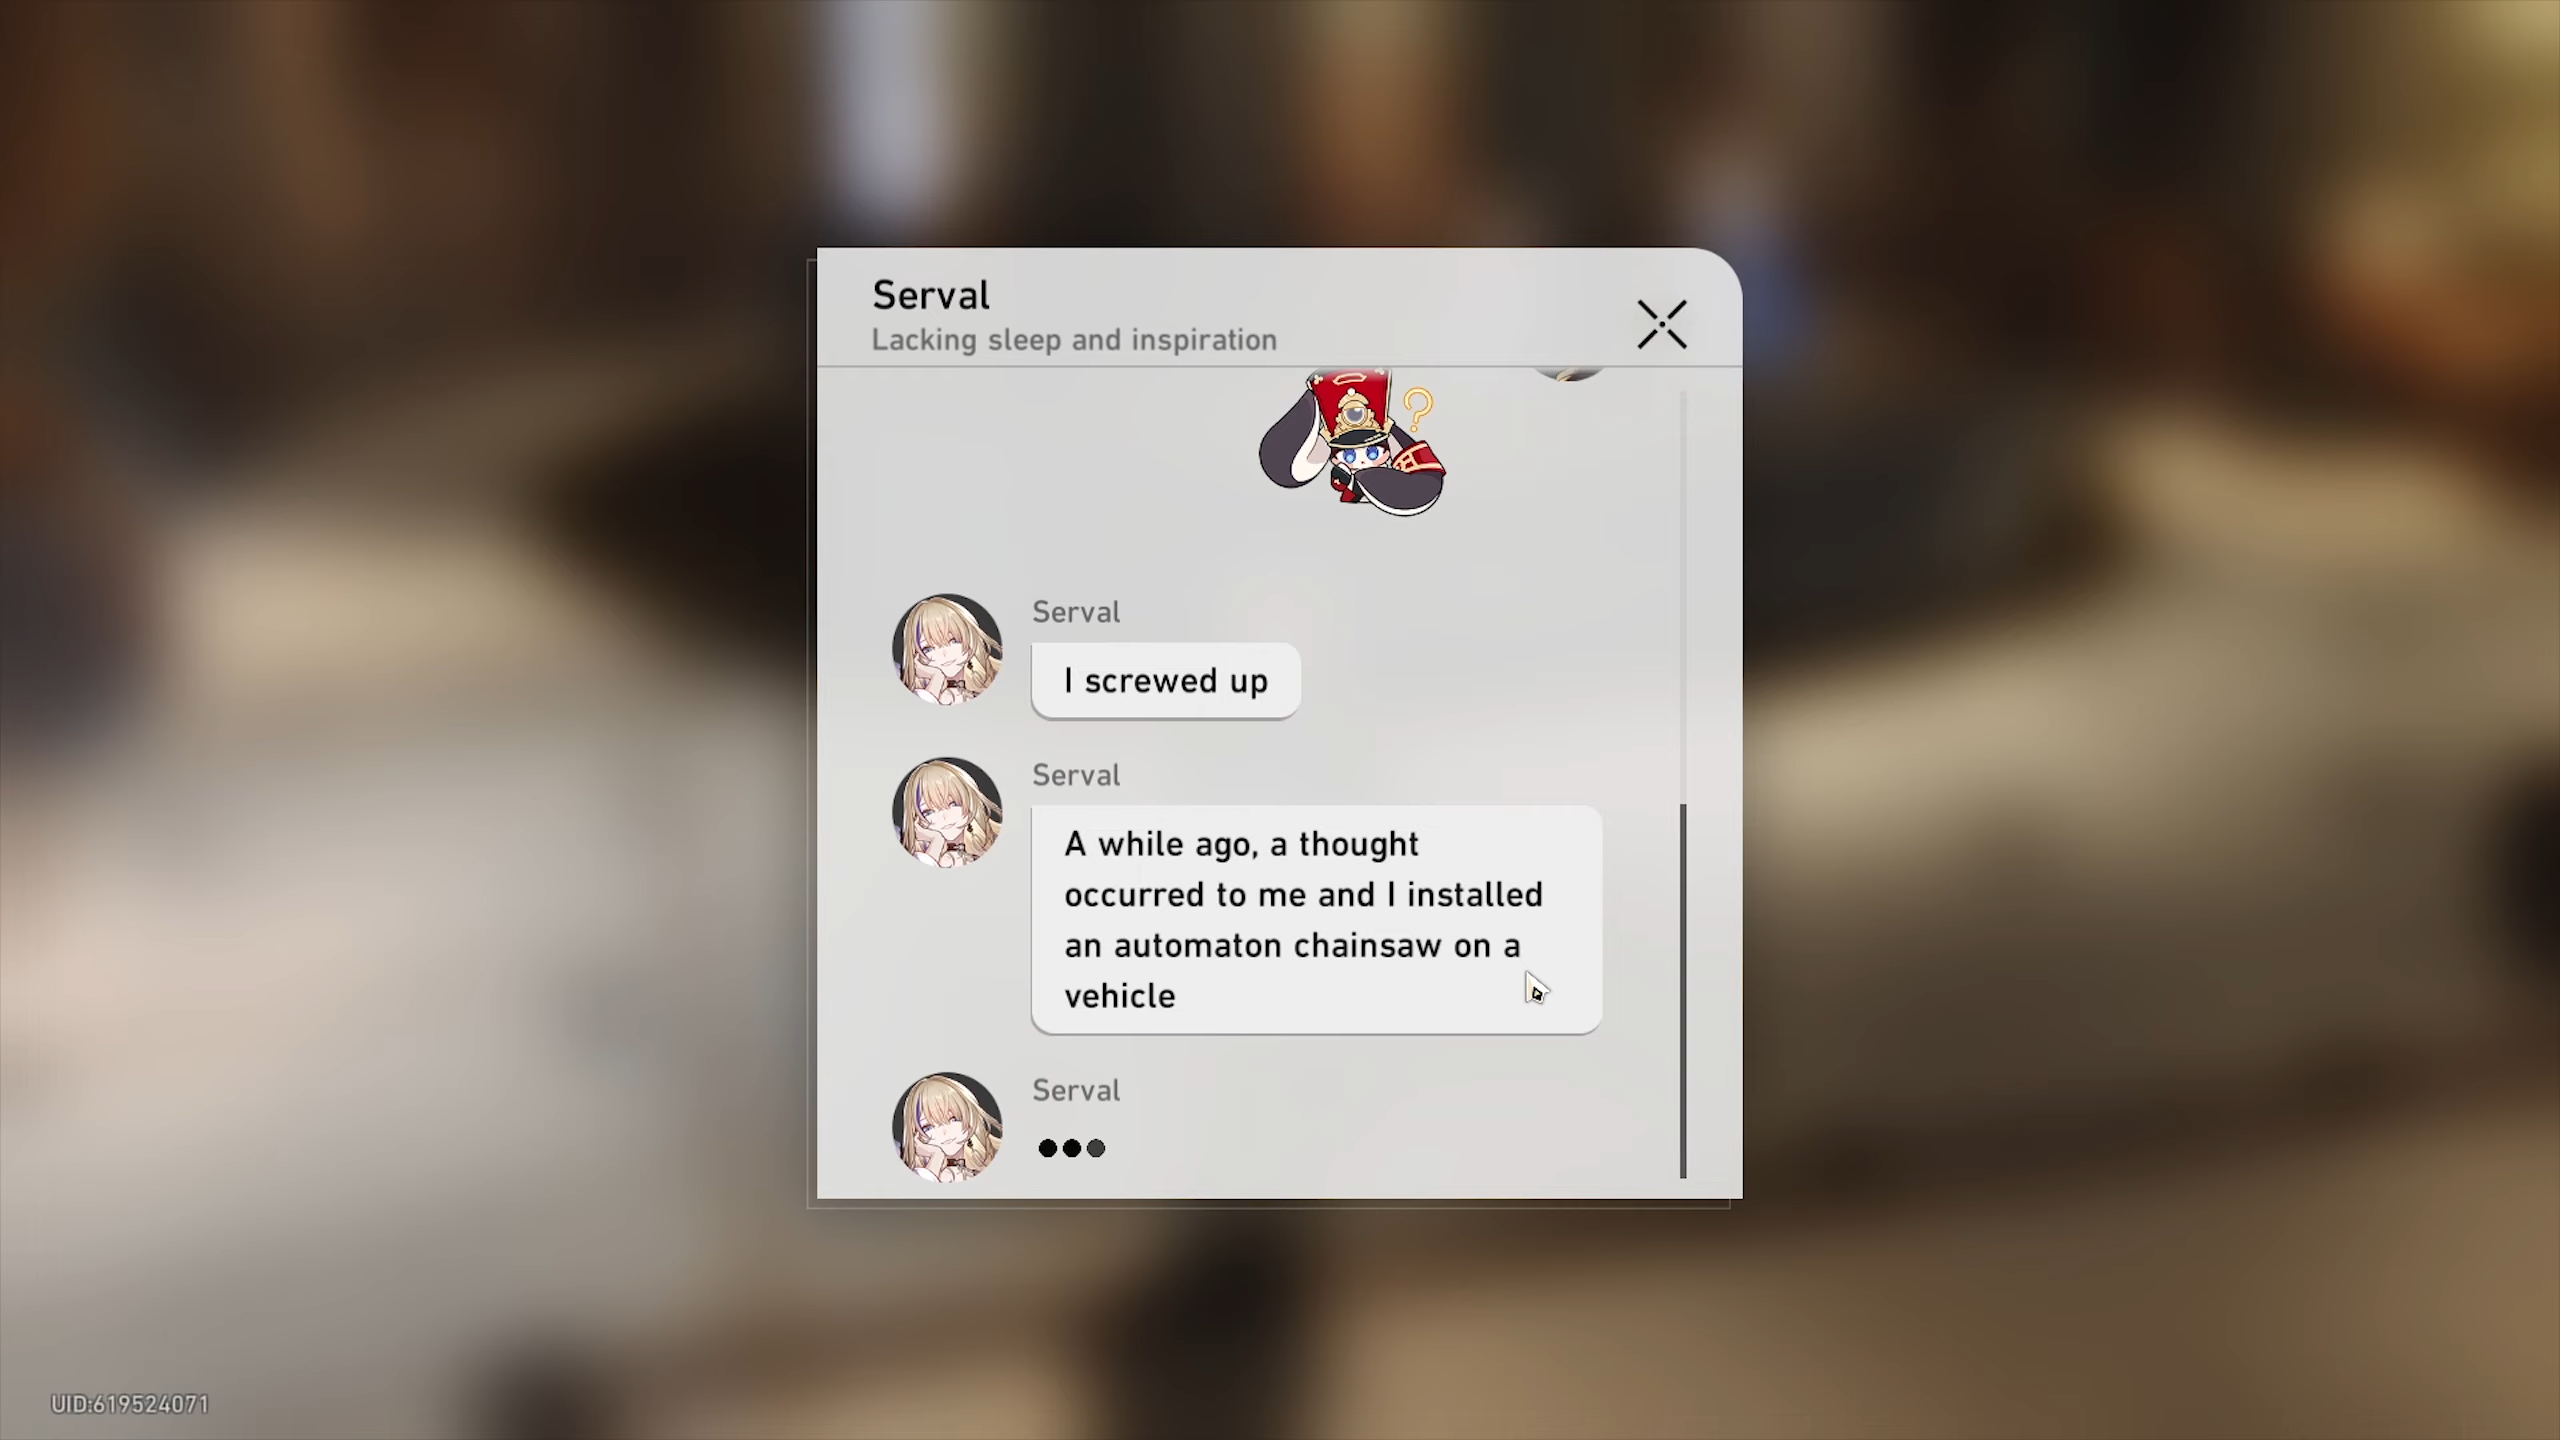 Serval
Lacking sleep and inspiration
?
Serval
I screwed up
Serval
A while ago, a thought
occurred to me and I installed
an automaton chainsaw on a
vehicle
Serval
UID:619524071